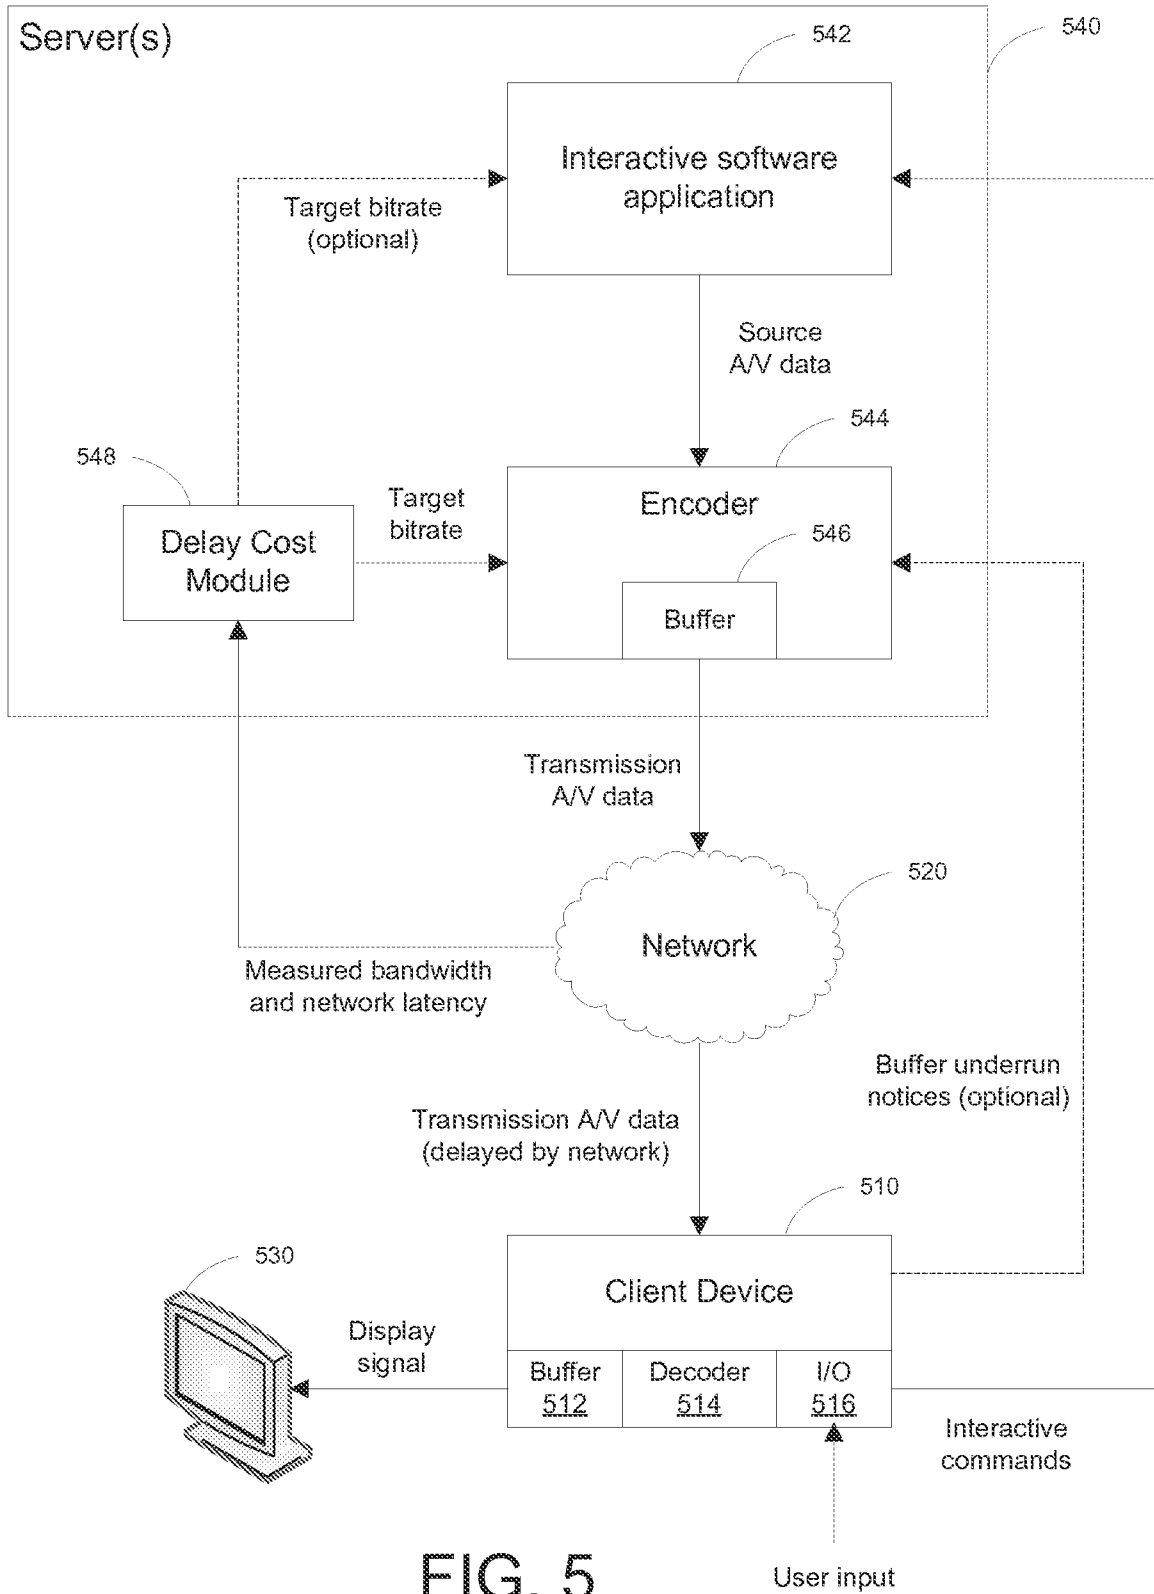 Server(s)
542
540
Interactive software
application
Target bitrate
(optional)
Source
A/V data
544
548
Target
bitrate
Encoder
546
Delay Cost
Module
Buffer
Transmission
A/V data
520
Network
Measured bandwidth
and network latency
Buffer underrun
notices (optional)
Transmission A/V data
(delayed by network)
510
530
Client Device
Display
signal
Buffer
512
Decoder
514
I/O
516
Interactive
commands
FIG. 5
User input